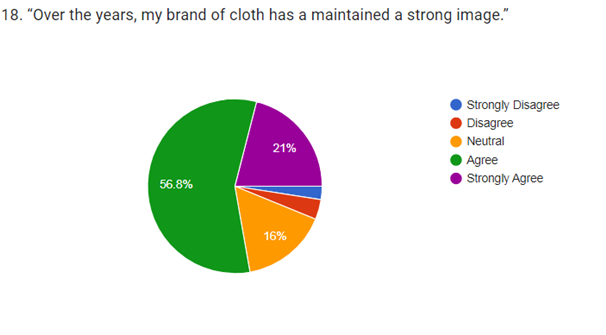 18. “Over the years, my brand of cloth has a maintained a strong image.”
Strongly Disagree
Disagree
Neutral
Agree
Strongly Agree
21%
56.8%
16%